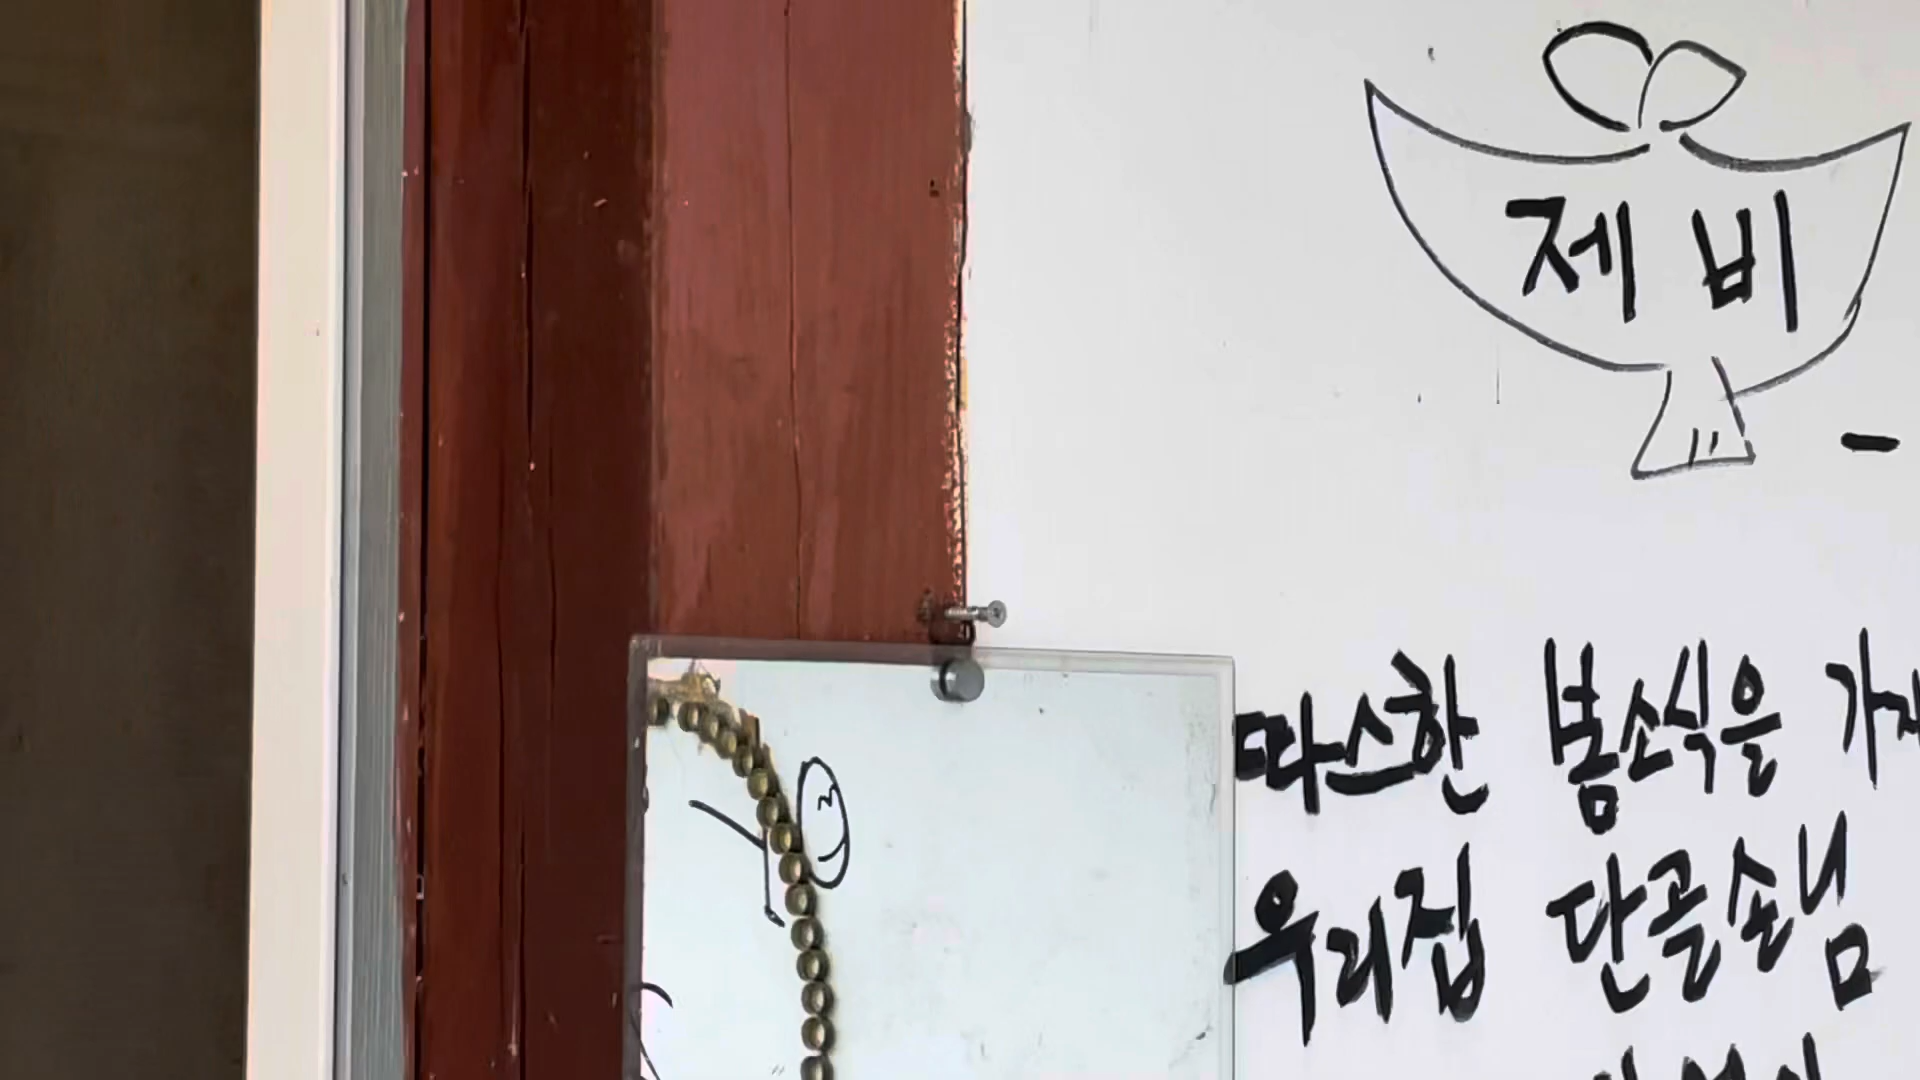 제비
따스한 봄소식을
우리집 단골손님